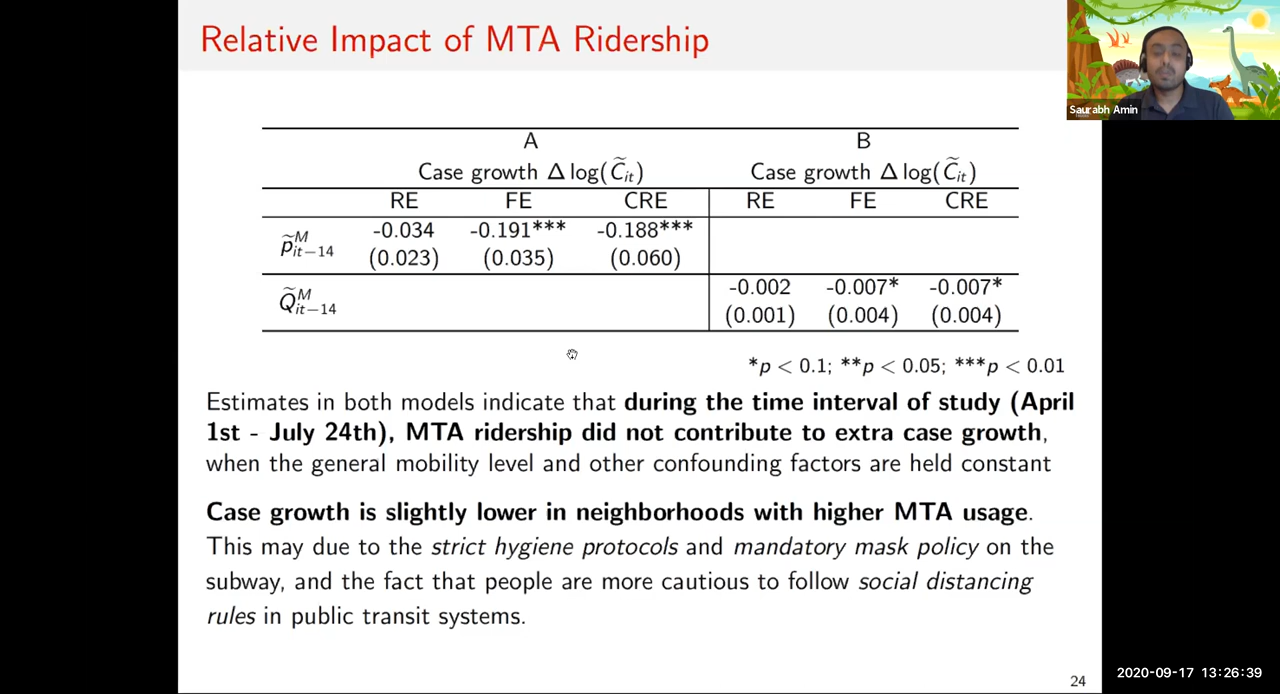 Relative Impact of MTA Ridership
Saurabh Amin
A B
Case growth Δ log(C̃it) Case growth Δ log(C̃it)
RE FE CRE RE FE CRE
p̃ᴹit−14 -0.034 -0.191*** -0.188***
(0.023) (0.035) (0.060)
Q̃ᴹit−14 -0.002 -0.007* -0.007*
(0.001) (0.004) (0.004)
*p < 0.1; **p < 0.05; ***p < 0.01
Estimates in both models indicate that during the time interval of study (April
1st - July 24th), MTA ridership did not contribute to extra case growth,
when the general mobility level and other confounding factors are held constant
Case growth is slightly lower in neighborhoods with higher MTA usage.
This may due to the strict hygiene protocols and mandatory mask policy on the
subway, and the fact that people are more cautious to follow social distancing
rules in public transit systems.
24
2020-09-17 13:26:39